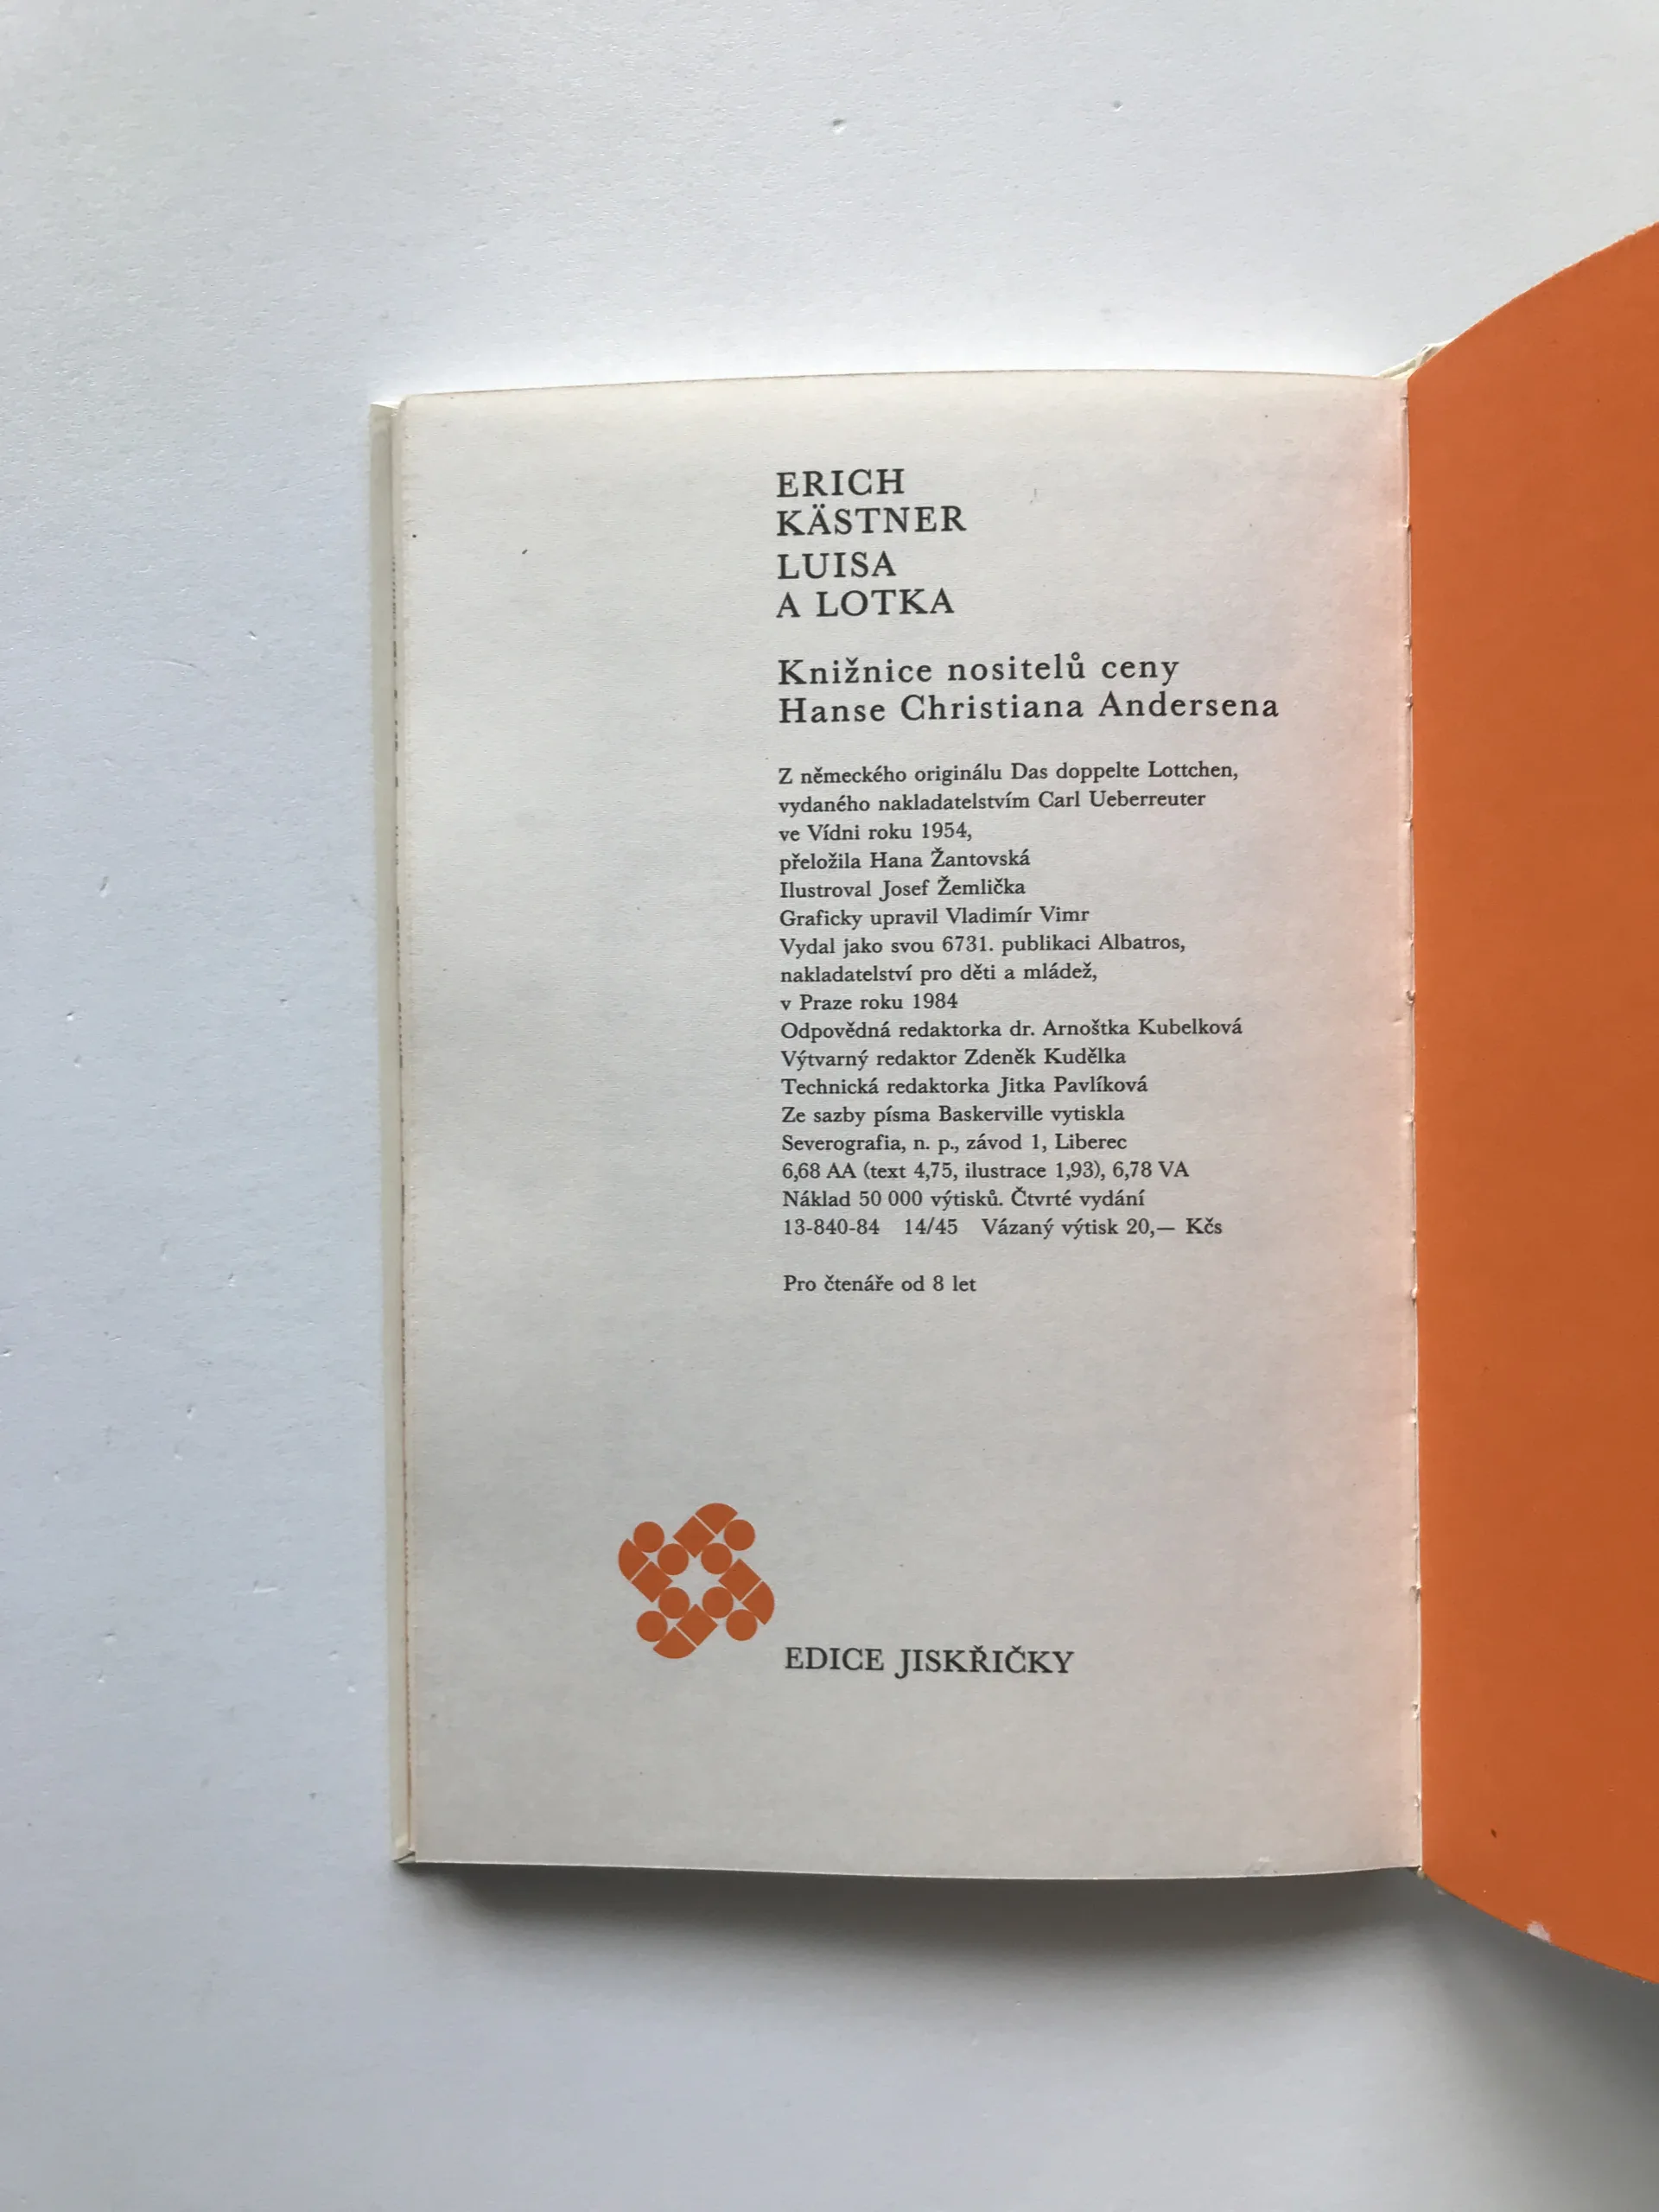 ERICH
KÄSTNER
LUISA
A LOTKA
Knižnice nositelů ceny
Hanse Christiana Andersena
Z německého originálu Das doppelte Lottchen,
vydaného nakladatelstvím Carl Ueberreuter
ve Vídni roku 1954,
přeložila Hana Žantovská
Ilustroval Josef Žemlička
Graficky upravil Vladimír Vimr
Vydal jako svou 6731. publikaci Albatros,
nakladatelství pro děti a mládež,
v Praze roku 1984
Odpovědná redaktorka dr. Arnoštka Kubelková
Výtvarný redaktor Zdeněk Kudělka
Technická redaktorka Jitka Pavlíková
Ze sazby písma Baskerville vytiskla
Severografia, n. p., závod 1, Liberec
6,68 AA (text 4,75, ilustrace 1,93), 6,78 VA
Náklad 50 000 výtisků. Čtvrté vydání
13-840-84 14/45 Vázaný výtisk 20,— Kčs
Pro čtenáře od 8 let
EDICE JISKŘIČKY